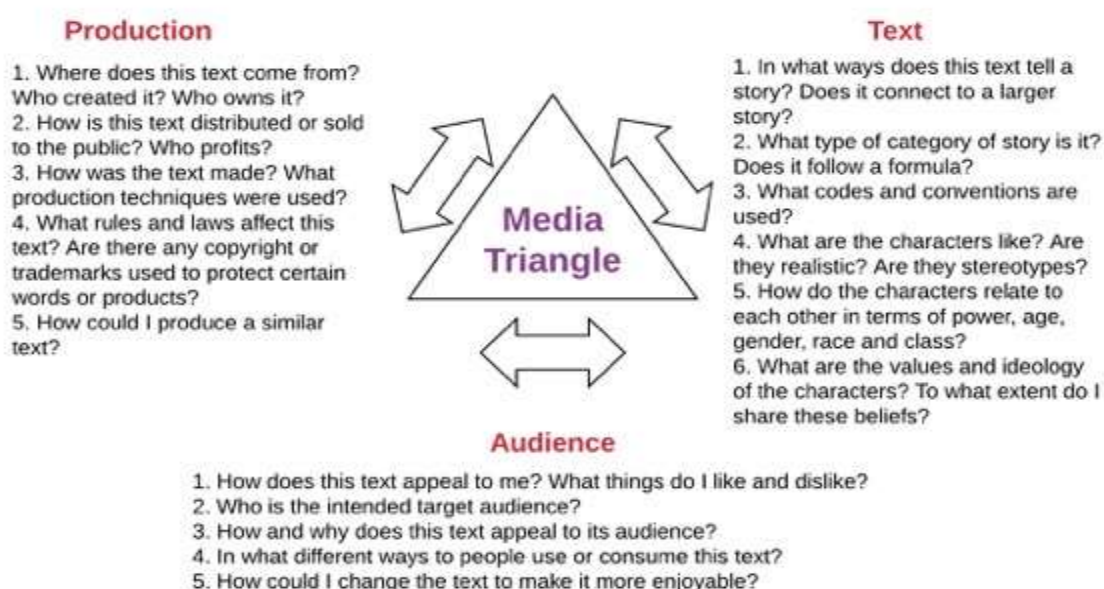 Production
1. Where does this text come from?
Who created it? Who owns it?
2. How is this text distributed or sold
to the public? Who profits?
3. How was the text made? What
production techniques were used?
4. What rules and laws affect this
text? Are there any copyright or
trademarks used to protect certain
words or products?
5. How could I produce a similar
text?
Media
Triangle
Text
1. In what ways does this text tell a
story? Does it connect to a larger
story?
2. What type of category of story is it?
Does it follow a formula?
3. What codes and conventions are
used?
4. What are the characters like? Are
they realistic? Are they stereotypes?
5. How do the characters relate to
each other in terms of power, age,
gender, race and class?
6. What are the values and ideology
of the characters? To what extent do I
share these beliefs?
Audience
1. How does this text appeal to me? What things do I like and dislike?
2. Who is the intended target audience?
3. How and why does this text appeal to its audience?
4. In what different ways to people use or consume this text?
5. How could I change the text to make it more enjoyable?